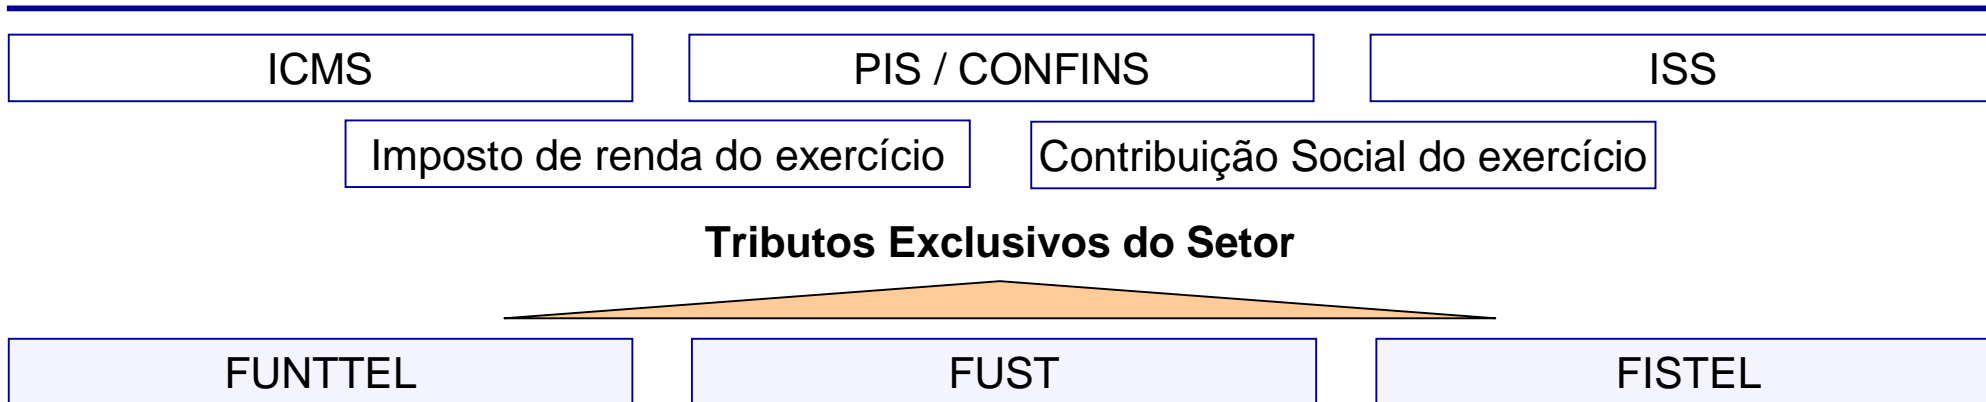 ICMS
PIS / CONFINS
ISS
Imposto de renda do exercício
Contribuição Social do exercício
Tributos Exclusivos do Setor
FUNTTEL
FUST
FISTEL